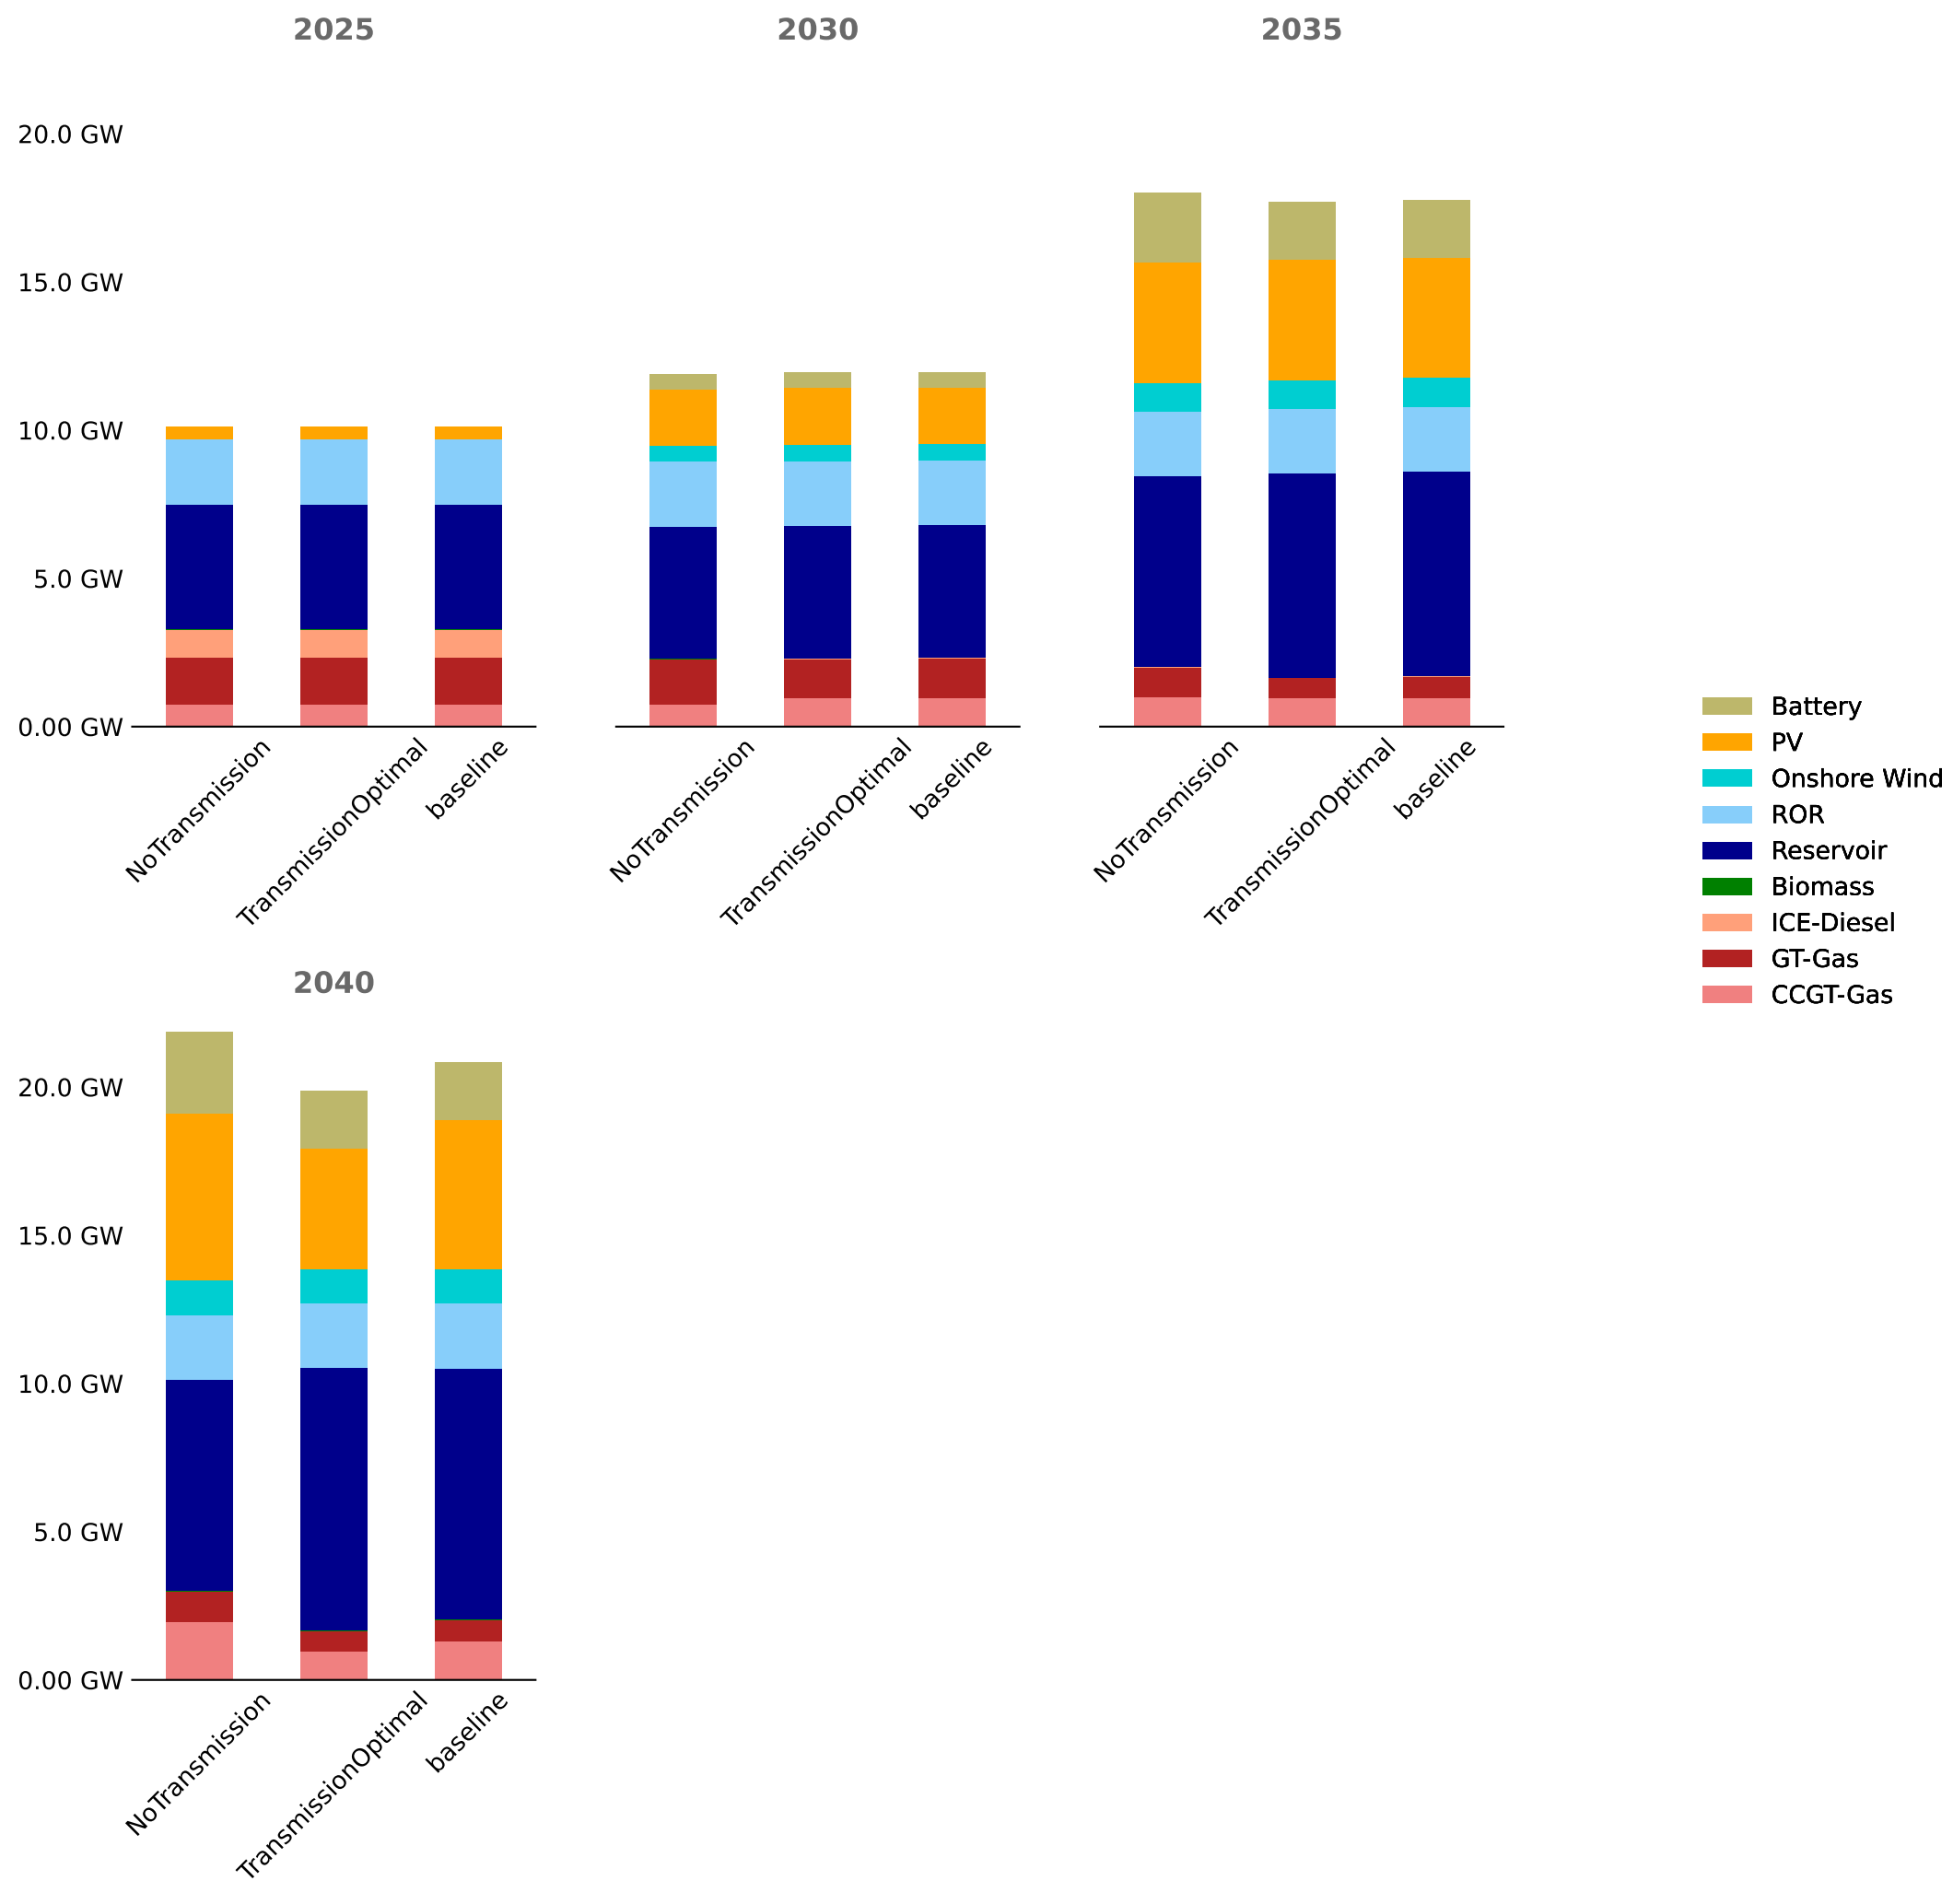 2025
2030
2035
20.0 GW
15.0 GW
10.0 GW
5.0 GW
0.00 GW
NoTransmission
TransmissionOptimal
baseline
NoTransmission
TransmissionOptimal
baseline
NoTransmission
TransmissionOptimal
baseline
Battery
PV
Onshore Wind
ROR
Reservoir
Biomass
ICE-Diesel
GT-Gas
CCGT-Gas
2040
20.0 GW
15.0 GW
10.0 GW
5.0 GW
0.00 GW
NoTransmission
TransmissionOptimal
baseline